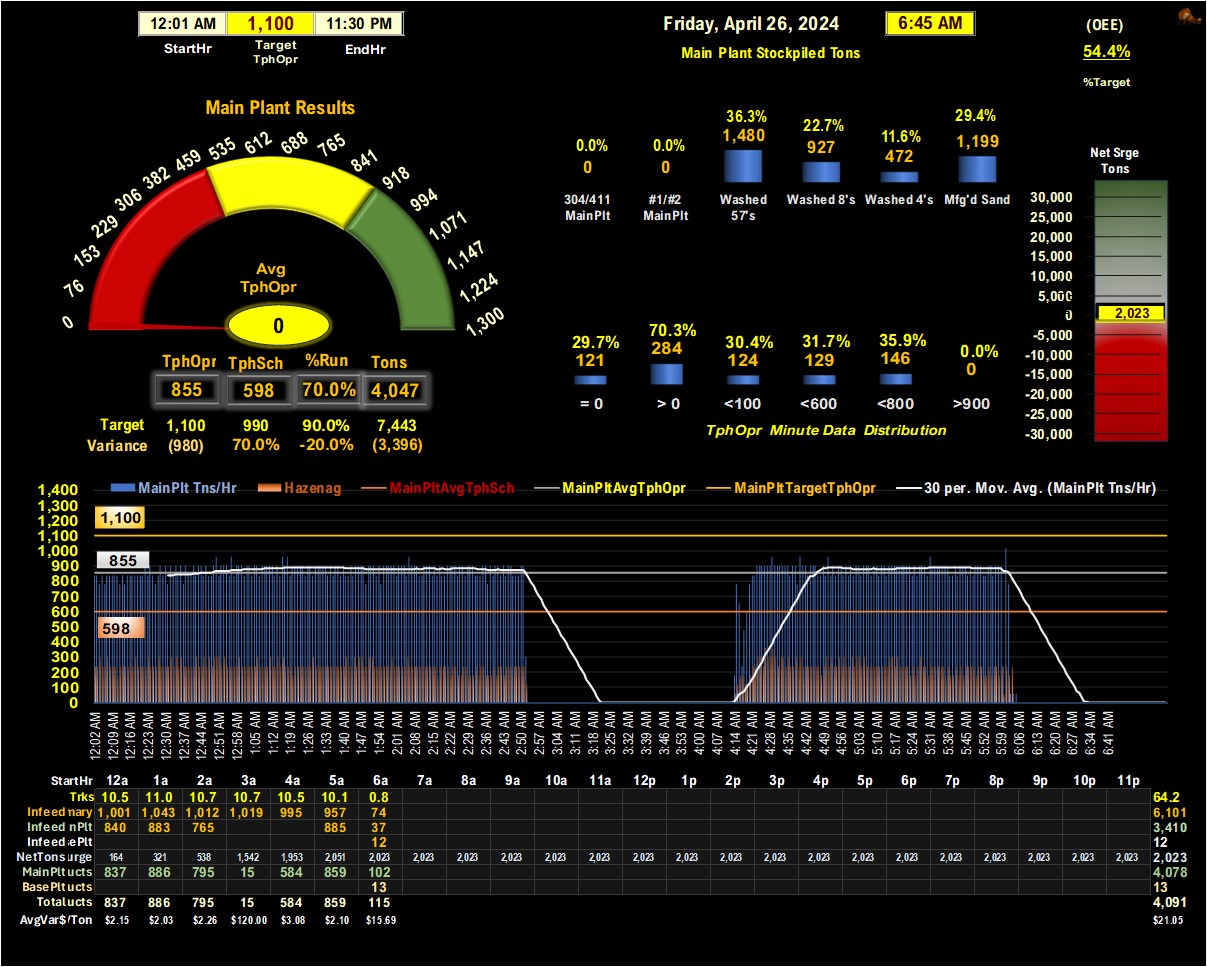 12:01 AM 1,100 11:30 PM
StartHr Target TphOpr EndHr
Friday, April 26, 2024 6:45 AM
Main Plant Stockpiled Tons
(OEE)
54.4%
%Target
Main Plant Results
0 76 153 229 306 382 459 535 612 688 765 841 918 994 1,071 1,147 1,224 1,300
Avg
TphOpr
0
TphOpr TphSch %Run Tons
855 598 70.0% 4,047
Target 1,100 990 90.0% 7,443
Variance (980) 70.0% -20.0% (3,396)
0.0% 0.0% 36.3% 22.7% 11.6% 29.4%
0 0 1,480 927 472 1,199
304/411 #1/#2 Washed Washed 8's Washed 4's Mfg'd Sand
MainPlt MainPlt 57's
29.7% 70.3% 30.4% 31.7% 35.9% 0.0%
121 284 124 129 146 0
= 0 > 0 <100 <600 <800 >900
TphOpr Minute Data Distribution
Net Srge
Tons
30,000
25,000
20,000
15,000
10,000
5,000
0
2,023
-5,000
-10,000
-15,000
-20,000
-25,000
-30,000
MainPlt Tns/Hr Hazenag MainPltAvgTphSch MainPltAvgTphOpr MainPltTargetTphOpr 30 per. Mov. Avg. (MainPlt Tns/Hr)
1,400
1,300
1,200
1,100
1,000
900
800
700
600
500
400
300
200
100
0
1,100
855
598
12:02 AM 12:09 AM 12:16 AM 12:23 AM 12:30 AM 12:37 AM 12:44 AM 12:51 AM 12:58 AM 1:05 AM 1:12 AM 1:19 AM 1:26 AM 1:33 AM 1:40 AM 1:47 AM 1:54 AM 2:01 AM 2:08 AM 2:15 AM 2:22 AM 2:29 AM 2:36 AM 2:43 AM 2:50 AM 2:57 AM 3:04 AM 3:11 AM 3:18 AM 3:25 AM 3:32 AM 3:39 AM 3:46 AM 3:53 AM 4:00 AM 4:07 AM 4:14 AM 4:21 AM 4:28 AM 4:35 AM 4:42 AM 4:49 AM 4:56 AM 5:03 AM 5:10 AM 5:17 AM 5:24 AM 5:31 AM 5:38 AM 5:45 AM 5:52 AM 5:59 AM 6:06 AM 6:13 AM 6:20 AM 6:27 AM 6:34 AM 6:41 AM
StartHr 12a 1a 2a 3a 4a 5a 6a 7a 8a 9a 10a 11a 12p 1p 2p 3p 4p 5p 6p 7p 8p 9p 10p 11p
Trks 10.5 11.0 10.7 10.7 10.5 10.1 0.8 64.2
Infeed mary 1,001 1,043 1,012 1,019 995 957 74 6,101
Infeed nPlt 840 883 765 885 37 3,410
Infeed ePlt 12 12
NetTons urge 164 321 538 1,542 1,953 2,051 2,023 2,023 2,023 2,023 2,023 2,023 2,023 2,023 2,023 2,023 2,023 2,023 2,023 2,023 2,023 2,023 2,023 2,023 2,023
MainPlt ucts 837 886 795 15 584 859 102 4,078
BasePlt ucts 13 13
Total ucts 837 886 795 15 584 859 115 4,091
AvgVar$/Ton $2.15 $2.03 $2.26 $120.00 $3.08 $2.10 $15.69 $21.05